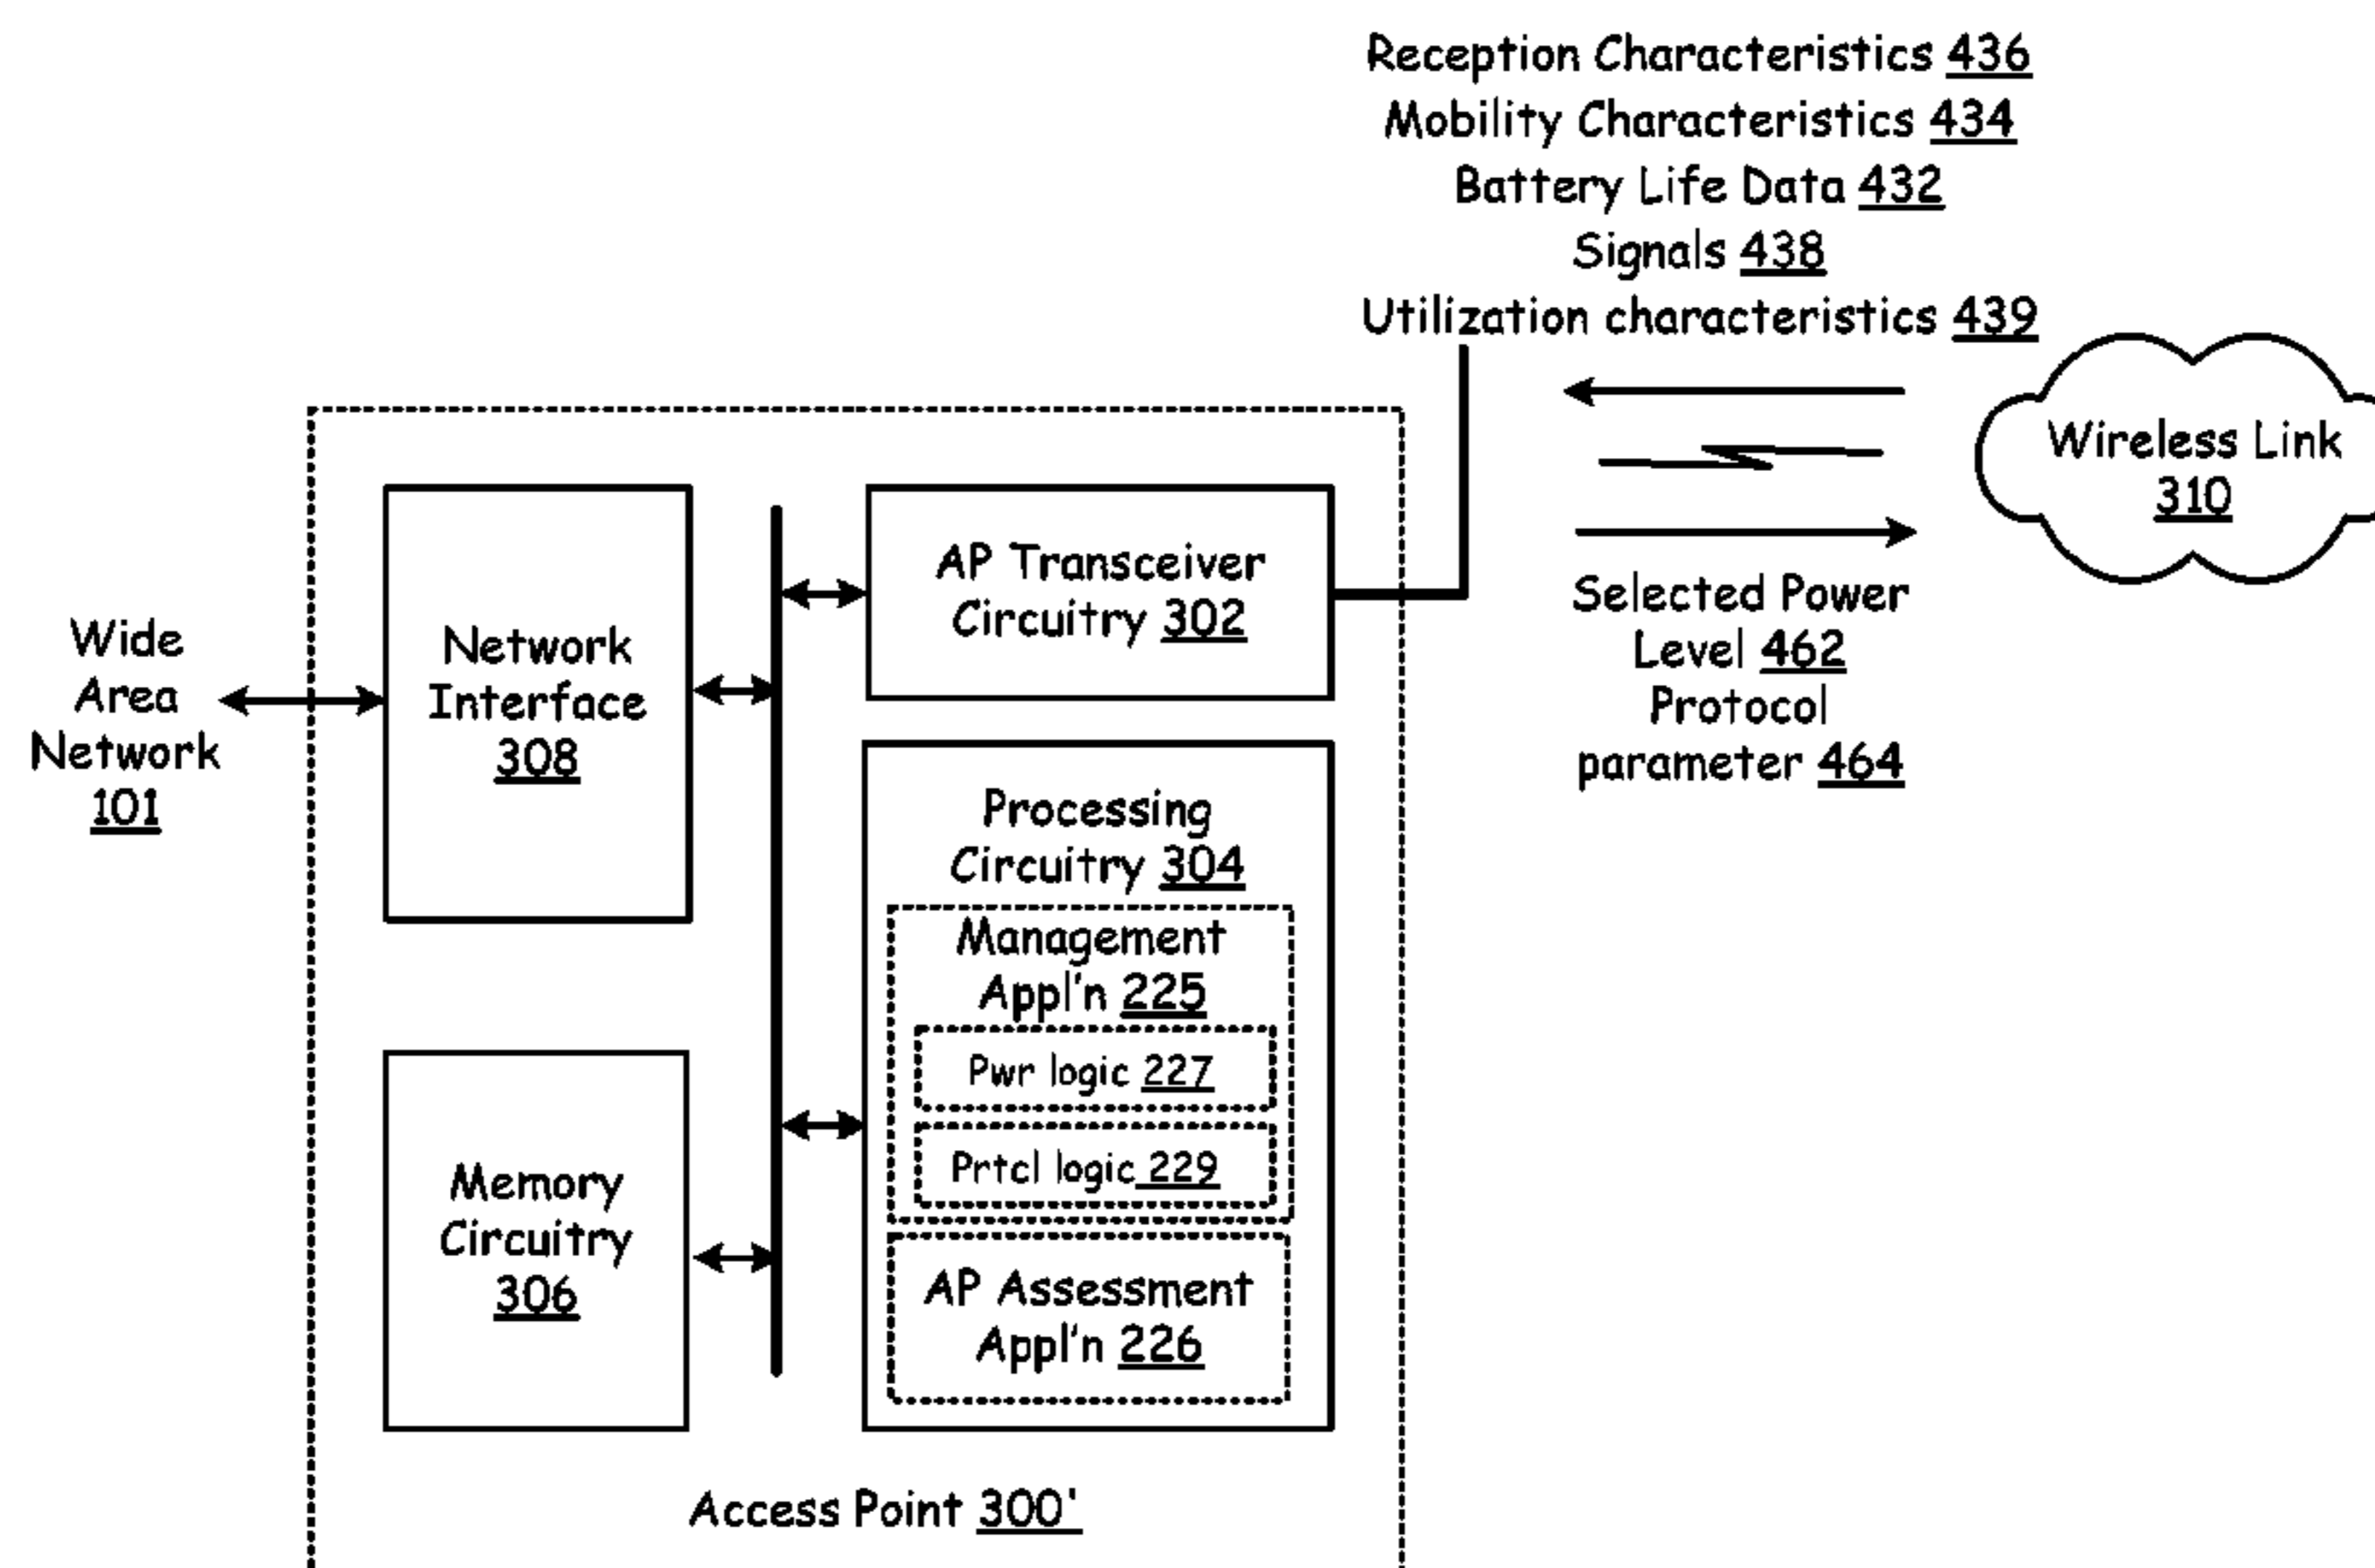 Reception Characteristics 436
Mobility Characteristics 434
Battery Life Data 432
Signals 438
Utilization characteristics 439
Wireless Link
310
Selected Power
Level 462
Protocol
parameter 464
Wide
Area
Network
101
Network
Interface
308
AP Transceiver
Circuitry 302
Processing
Circuitry 304
Management
Appl'n 225
Pwr logic 227
Prtcl logic 229
AP Assessment
Appl'n 226
Memory
Circuitry
306
Access Point 300'